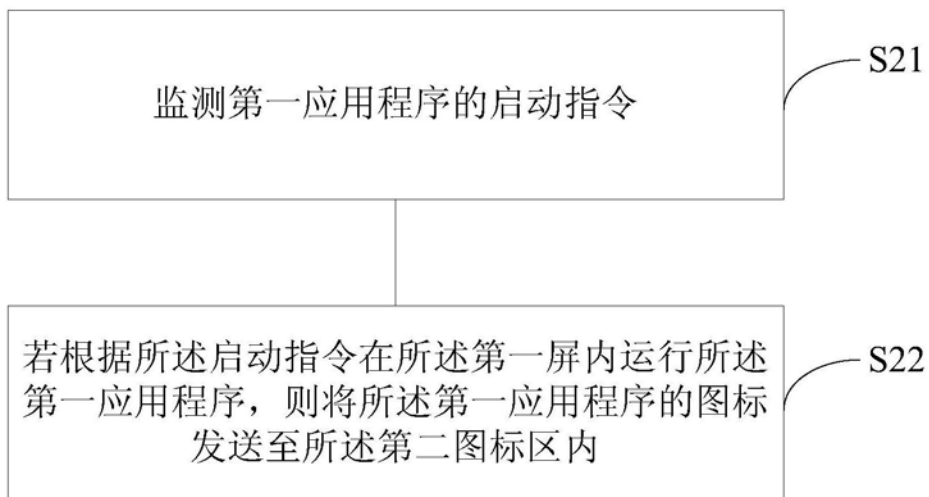 监测第一应用程序的启动指令
S21
若根据所述启动指令在所述第一屏内运行所述
第一应用程序，则将所述第一应用程序的图标
发送至所述第二图标区内
S22